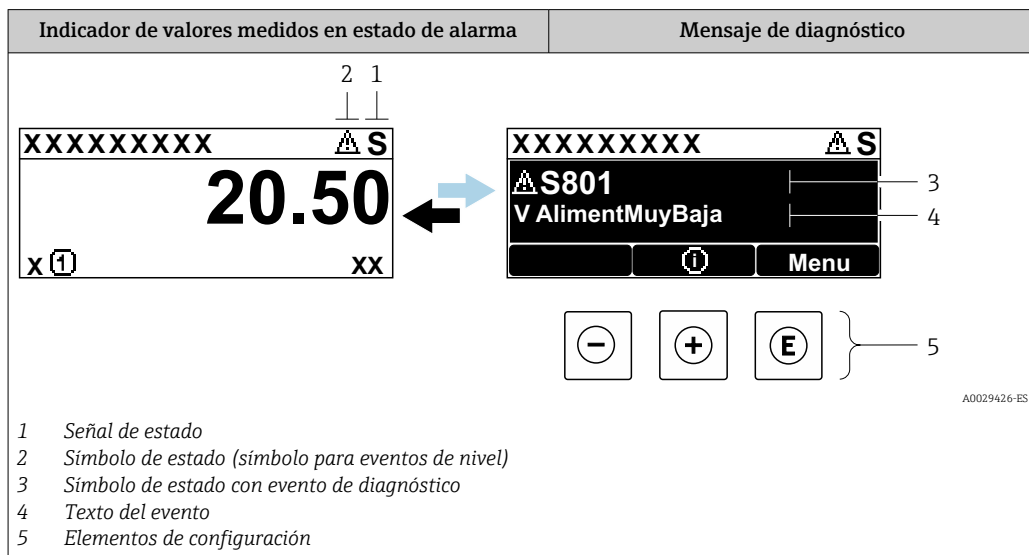 Indicador de valores medidos en estado de alarma
Mensaje de diagnóstico
2 1
XXXXXXXXX ⚠ S
20.50
X 1 XX
XXXXXXXXX ⚠ S
⚠S801
V AlimentMuyBaja
i Menu
3
4
− + E
5
A0029426-ES
1 Señal de estado
2 Símbolo de estado (símbolo para eventos de nivel)
3 Símbolo de estado con evento de diagnóstico
4 Texto del evento
5 Elementos de configuración